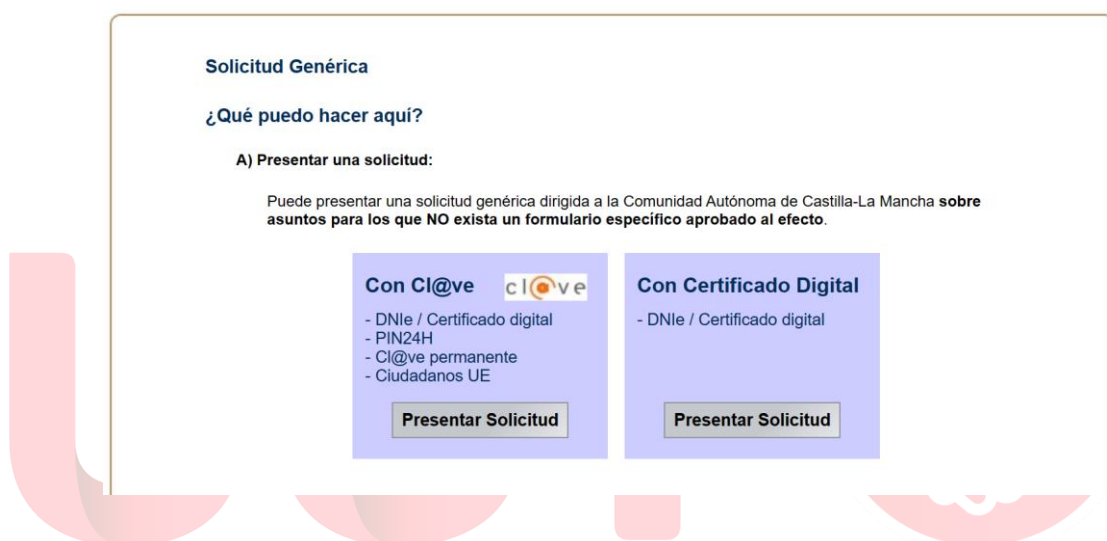 Solicitud Genérica
¿Qué puedo hacer aquí?
A) Presentar una solicitud:
Puede presentar una solicitud genérica dirigida a la Comunidad Autónoma de Castilla-La Mancha sobre
asuntos para los que NO exista un formulario específico aprobado al efecto.
Con Cl@ve cl@ve
- DNIe / Certificado digital
- PIN24H
- Cl@ve permanente
- Ciudadanos UE
Presentar Solicitud
Con Certificado Digital
- DNIe / Certificado digital
Presentar Solicitud